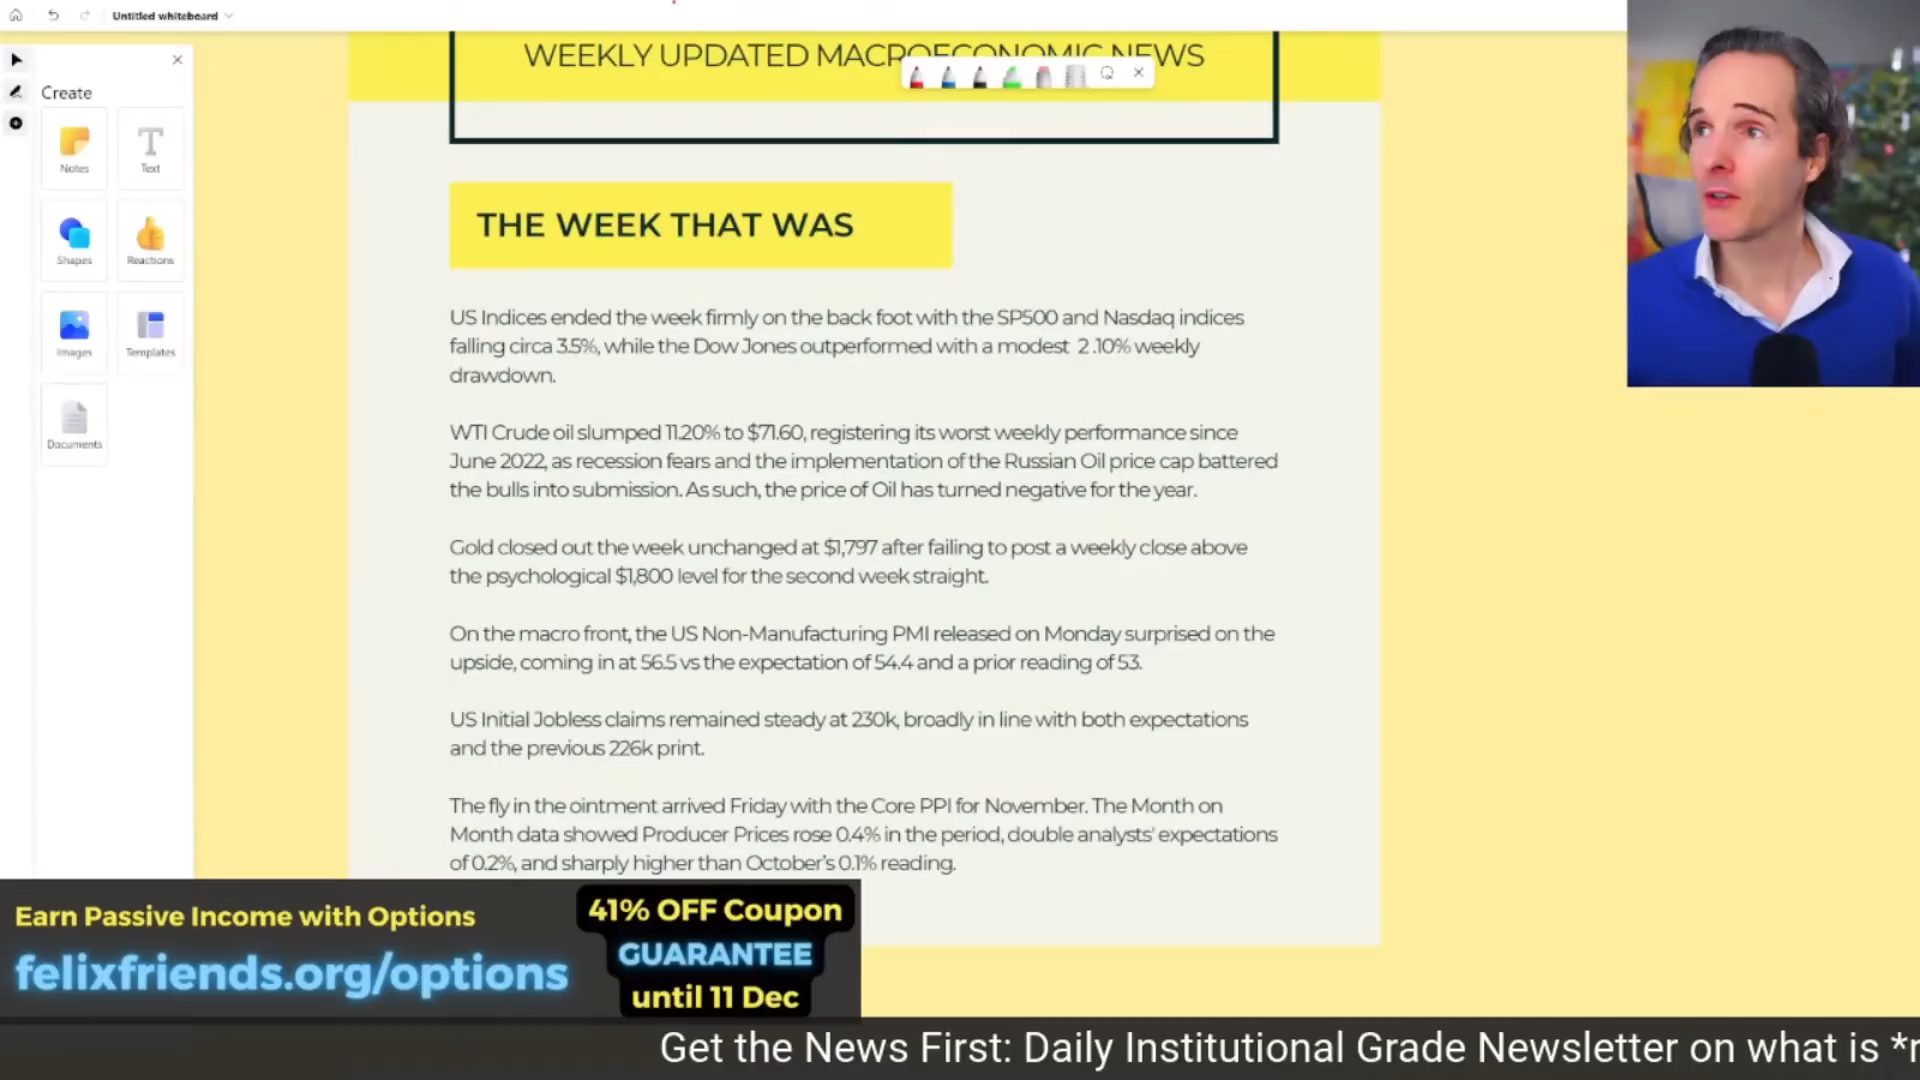 Untitled whiteboard
WEEKLY UPDATED MACROECONOMIC NEWS
Create
Notes
Text
Shapes
Reactions
Images
Templates
Documents
THE WEEK THAT WAS
US Indices ended the week firmly on the back foot with the SP500 and Nasdaq indices
falling circa 3.5%, while the Dow Jones outperformed with a modest 2 .10% weekly
drawdown.
WTI Crude oil slumped 11.20% to $71.60, registering its worst weekly performance since
June 2022, as recession fears and the implementation of the Russian Oil price cap battered
the bulls into submission. As such, the price of Oil has turned negative for the year.
Gold closed out the week unchanged at $1,797 after failing to post a weekly close above
the psychological $1,800 level for the second week straight.
On the macro front, the US Non-Manufacturing PMI released on Monday surprised on the
upside, coming in at 56.5 vs the expectation of 54.4 and a prior reading of 53.
US Initial Jobless claims remained steady at 230k, broadly in line with both expectations
and the previous 226k print.
The fly in the ointment arrived Friday with the Core PPI for November. The Month on
Month data showed Producer Prices rose 0.4% in the period, double analysts' expectations
of 0.2%, and sharply higher than October's 0.1% reading.
Earn Passive Income with Options
felixfriends.org/options
41% OFF Coupon
GUARANTEE
until 11 Dec
Get the News First: Daily Institutional Grade Newsletter on what is *r